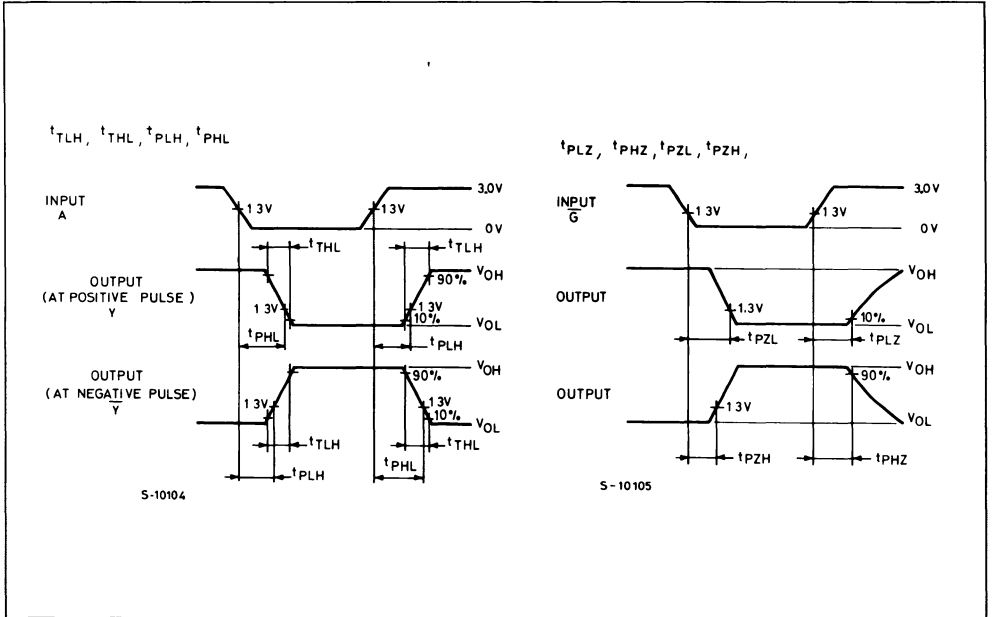 tTLH, tTHL, tPLH, tPHL
INPUT
A
1 3V
1 3V
3.0V
0V
tTHL
tTLH
OUTPUT
(AT POSITIVE PULSE)
Y
1 3V
90%
1 3V
10%
VOH
VOL
tPHL
tPLH
OUTPUT
(AT NEGATIVE PULSE)
Y
1 3V
90%
1 3V
10%
VOH
VOL
tTLH
tTHL
tPLH
tPHL
S-10104
tPLZ, tPHZ, tPZL, tPZH,
INPUT
G
1 3V
1 3V
3.0V
0V
OUTPUT
1.3V
10%
VOH
VOL
tPZL
tPLZ
OUTPUT
1 3V
90%
VOH
VOL
tPZH
tPHZ
S-10105